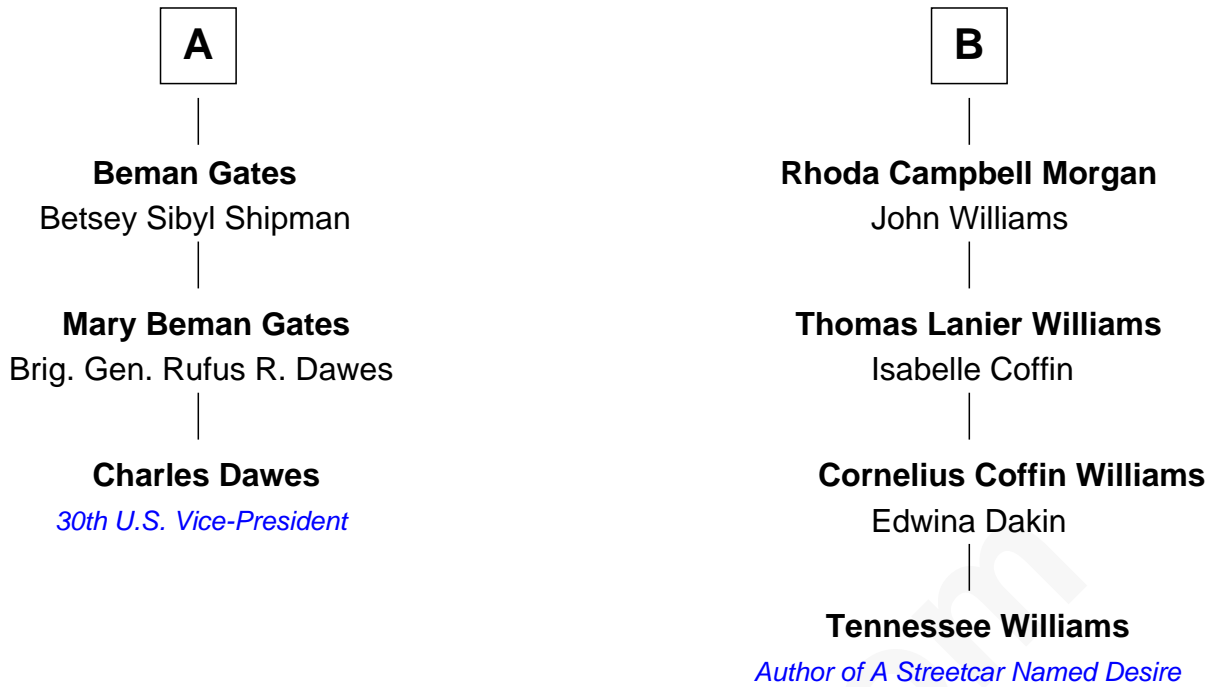 A
Beman Gates
Betsey Sibyl Shipman
Mary Beman Gates
Brig. Gen. Rufus R. Dawes
Charles Dawes
30th U.S. Vice-President
B
Rhoda Campbell Morgan
John Williams
Thomas Lanier Williams
Isabelle Coffin
Cornelius Coffin Williams
Edwina Dakin
Tennessee Williams
Author of A Streetcar Named Desire